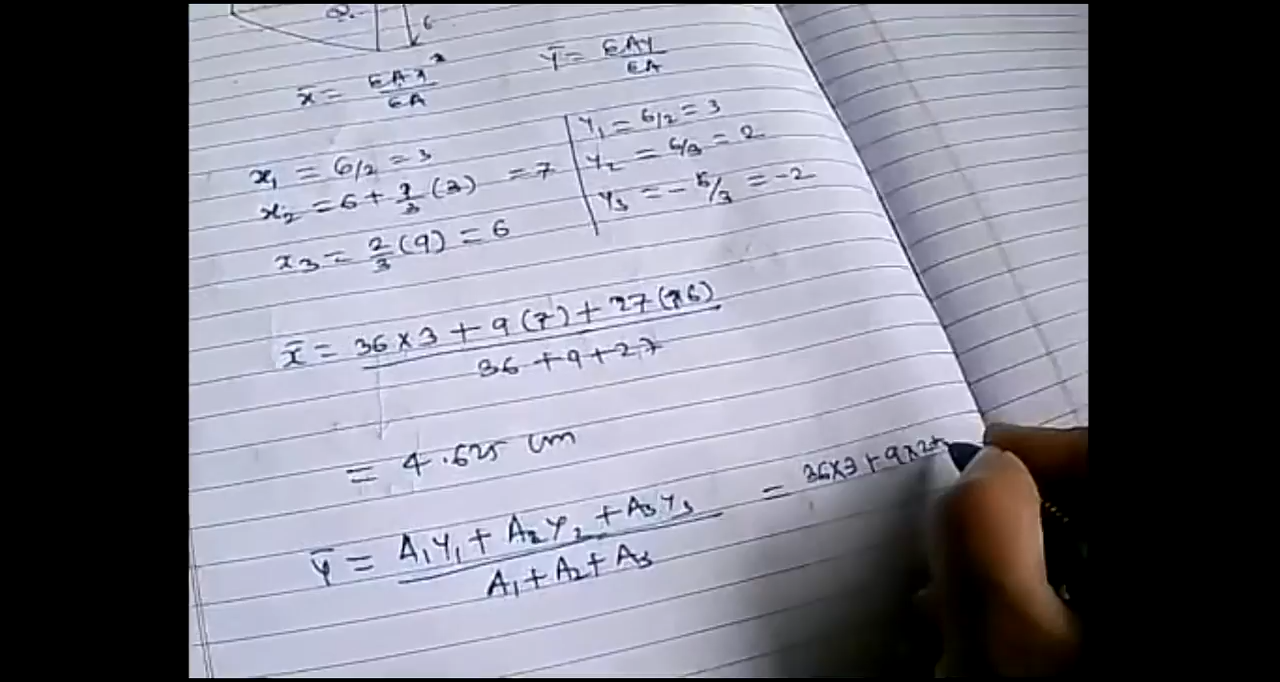 6
x̄ = ΣAx / ΣA
Ȳ = ΣAy / ΣA
x₁ = 6/2 = 3
x₂ = 6 + (3) = 7
x₃ = 2/3 (9) = 6
Y₁ = 6/2 = 3
Y₂ = 6/3 = 2
Y₃ = - /3 = -2
x̄ = 36×3 + 9(7) + 27(6) / 36 + 9 + 27
= 4.625 cm
Ȳ = A₁Y₁ + A₂Y₂ + A₃Y₃ / A₁ + A₂ + A₃ = 36×3 + 9×2+